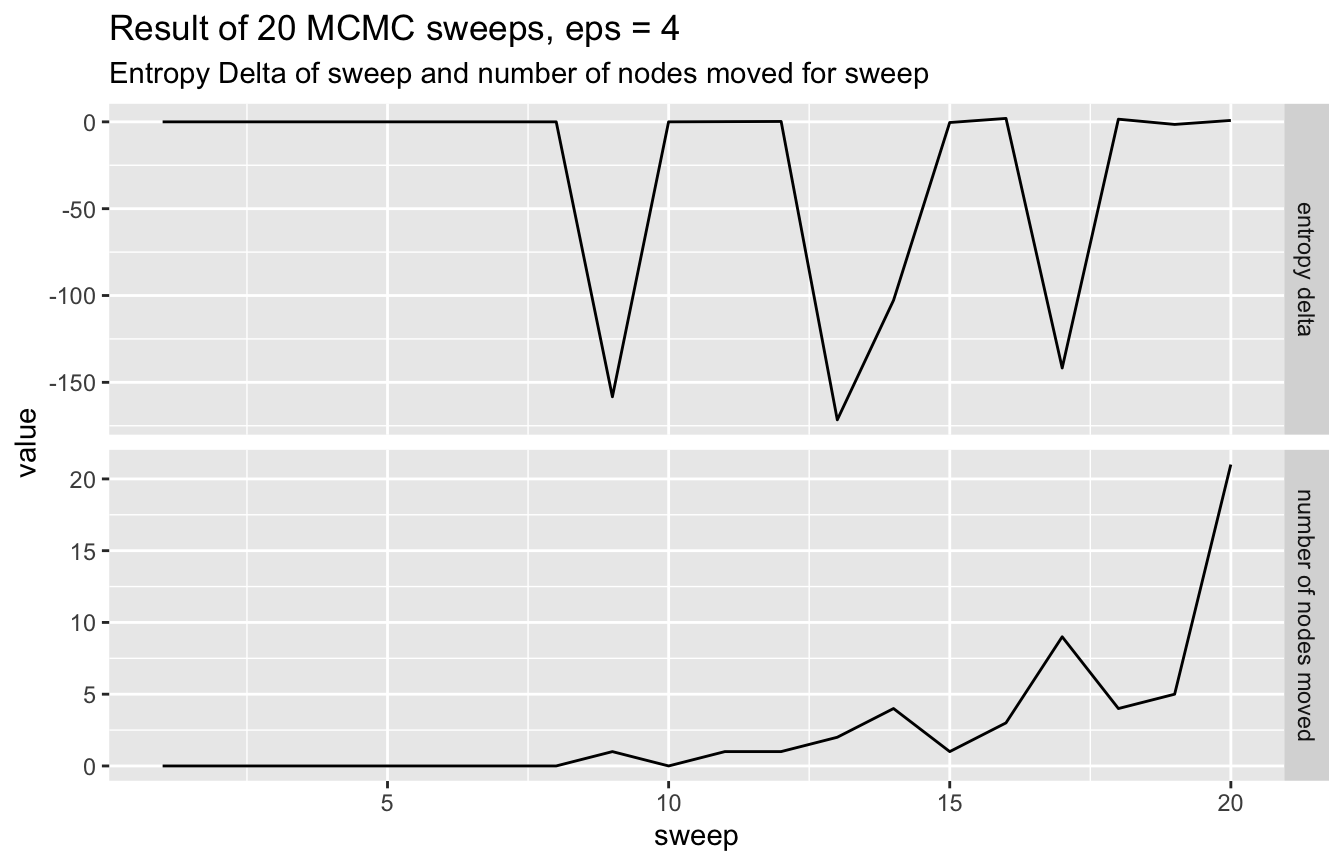 Result of 20 MCMC sweeps, eps = 4
Entropy Delta of sweep and number of nodes moved for sweep
0
-50
-100
-150
entropy delta
value
20
15
10
5
0
number of nodes moved
5
10
15
20
sweep